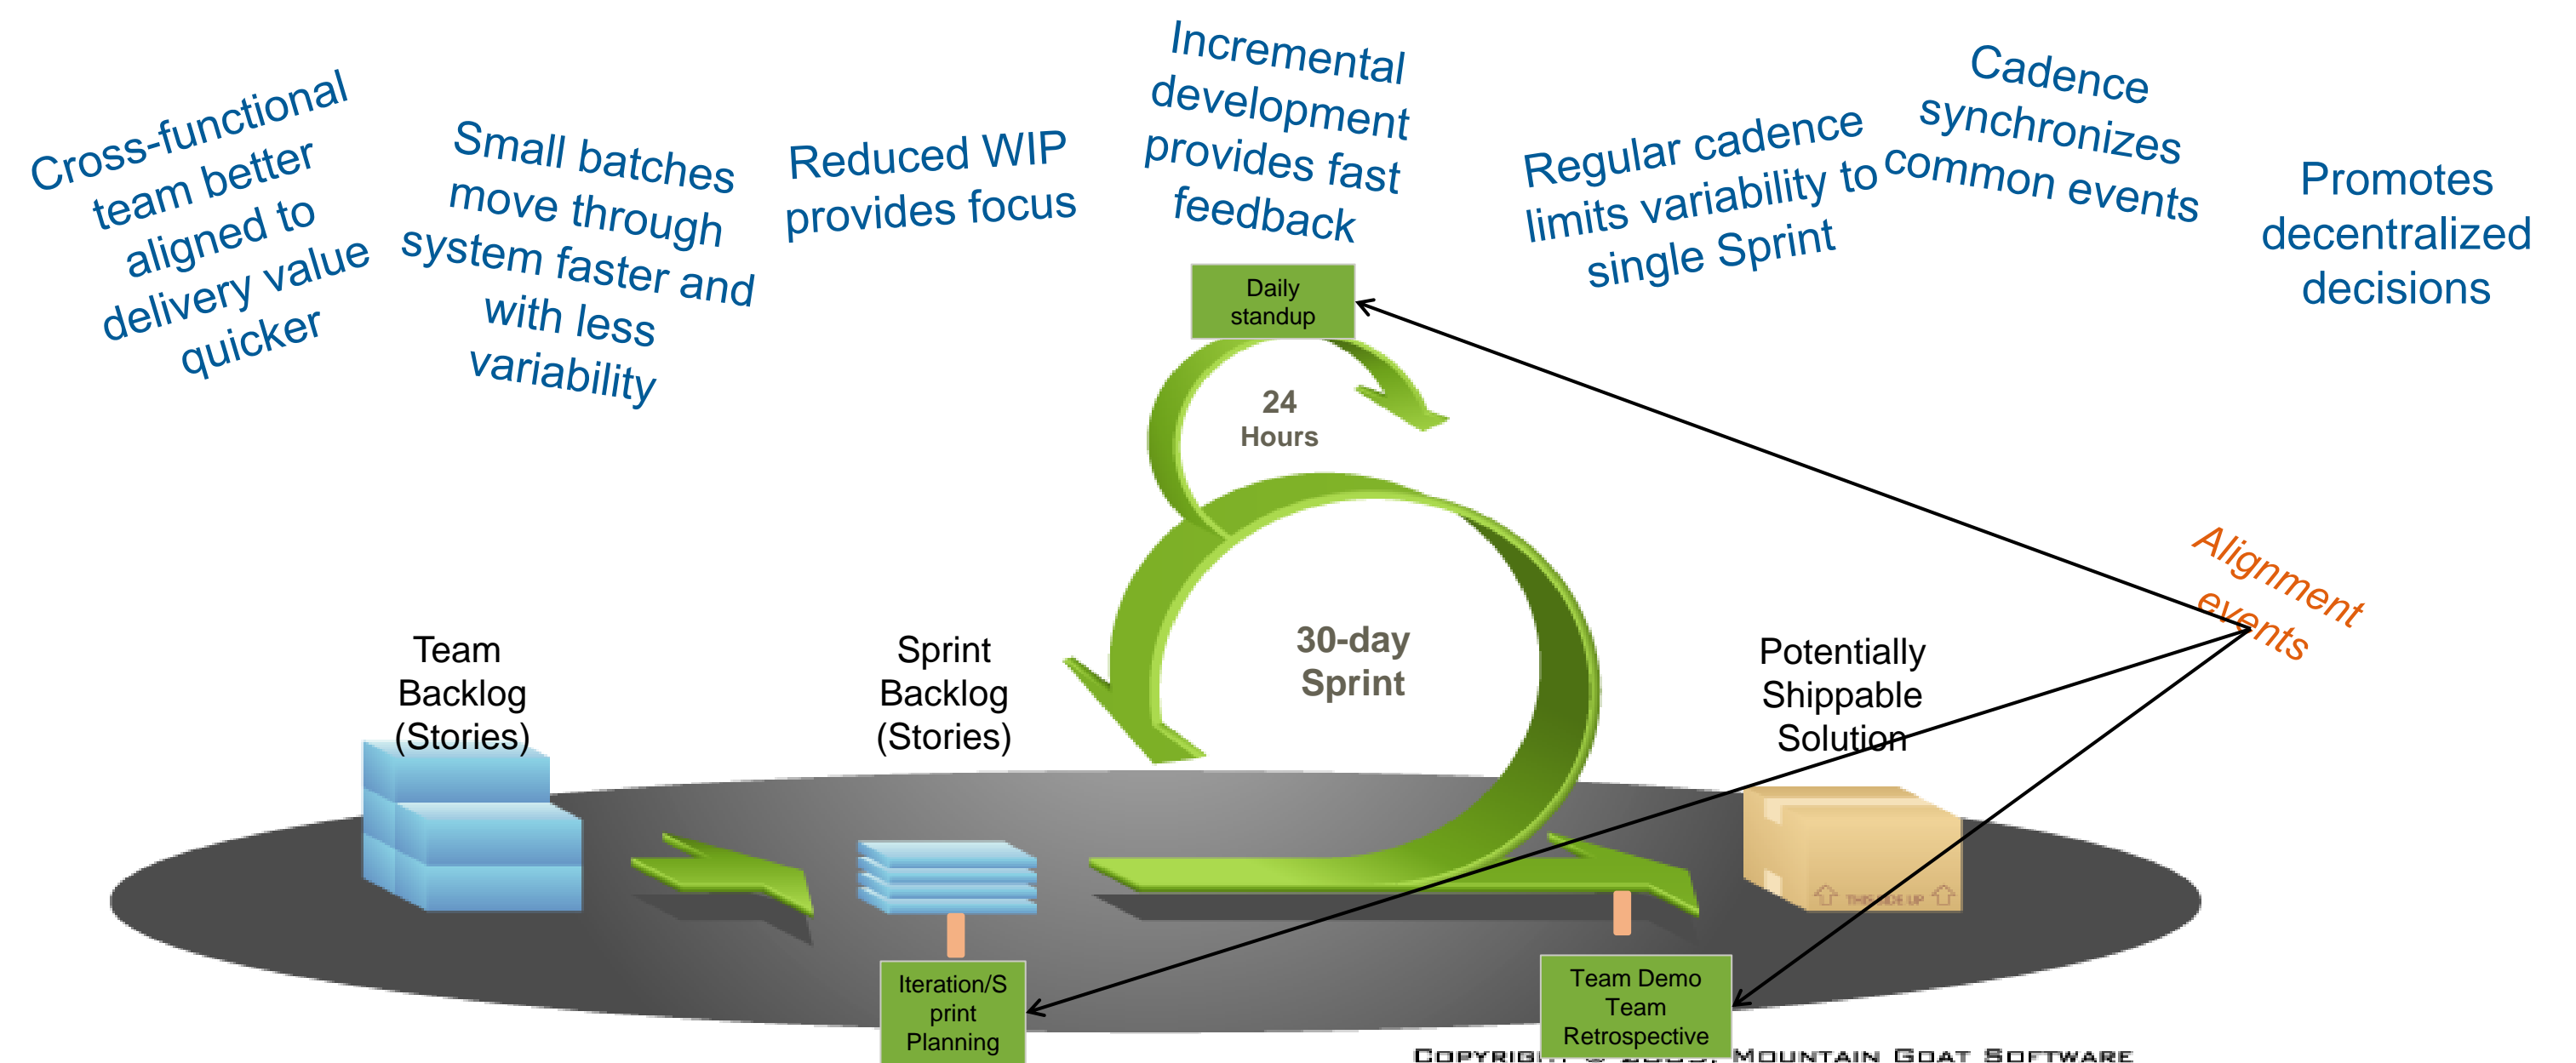 Cross-functional
team better
aligned to
delivery value
quicker
Small batches
move through
system faster and
with less
variability
Reduced WIP
provides focus
Incremental
development
provides fast
feedback
Regular cadence
limits variability to
single Sprint
Cadence
synchronizes
common events
Promotes
decentralized
decisions
Daily
standup
24
Hours
30-day
Sprint
Alignment
events
Team
Backlog
(Stories)
Sprint
Backlog
(Stories)
Potentially
Shippable
Solution
THIS SIDE UP
Iteration/S
print
Planning
Team Demo
Team
Retrospective
MOUNTAIN GOAT SOFTWARE